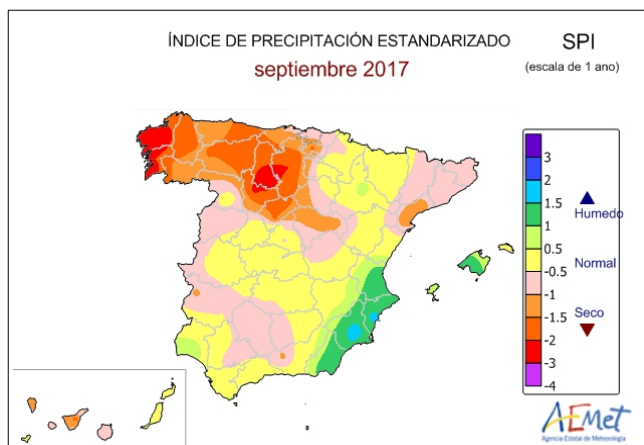 ÍNDICE DE PRECIPITACIÓN ESTANDARIZADO
septiembre 2017
SPI
(escala de 1 ano)
3
2
1.5
1
0.5
-0.5
-1
-1.5
-2
-3
-4
Humedo
Normal
Seco
AEMet
Agencia Estatal de Meteorología